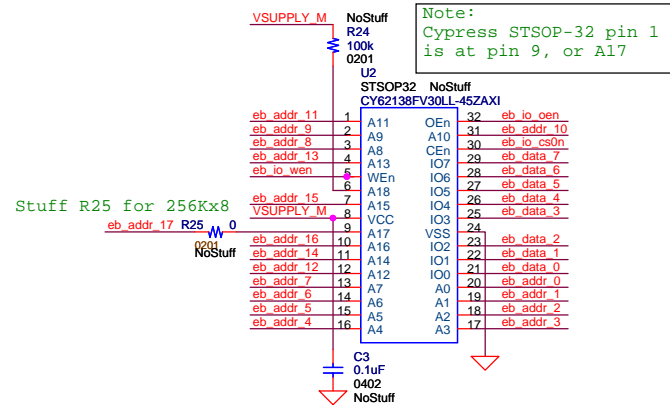 VSUPPLY_M
NoStuff
R24
100k
0201
U2
STSOP32 NoStuff
CY62138FV30LL-45ZAXI
Note:
Cypress STSOP-32 pin 1
is at pin 9, or A17
eb_addr_11 1 A11 OEn 32 eb_io_oen
eb_addr_9 2 A9 A10 31 eb_addr_10
eb_addr_8 3 A8 CEn 30 eb_io_cs0n
eb_addr_13 4 A13 IO7 29 eb_data_7
eb_io_wen 5 WEn IO6 28 eb_data_6
6 A18 IO5 27 eb_data_5
eb_addr_15 7 A15 IO4 26 eb_data_4
VSUPPLY_M 8 VCC IO3 25 eb_data_3
Stuff R25 for 256Kx8
eb_addr_17 R25 0 9 A17 VSS 24
0201
NoStuff
eb_addr_16 10 A16 IO2 23 eb_data_2
eb_addr_14 11 A14 IO1 22 eb_data_1
eb_addr_12 12 A12 IO0 21 eb_data_0
eb_addr_7 13 A7 A0 20 eb_addr_0
eb_addr_6 14 A6 A1 19 eb_addr_1
eb_addr_5 15 A5 A2 18 eb_addr_2
eb_addr_4 16 A4 A3 17 eb_addr_3
C3
0.1uF
0402
NoStuff